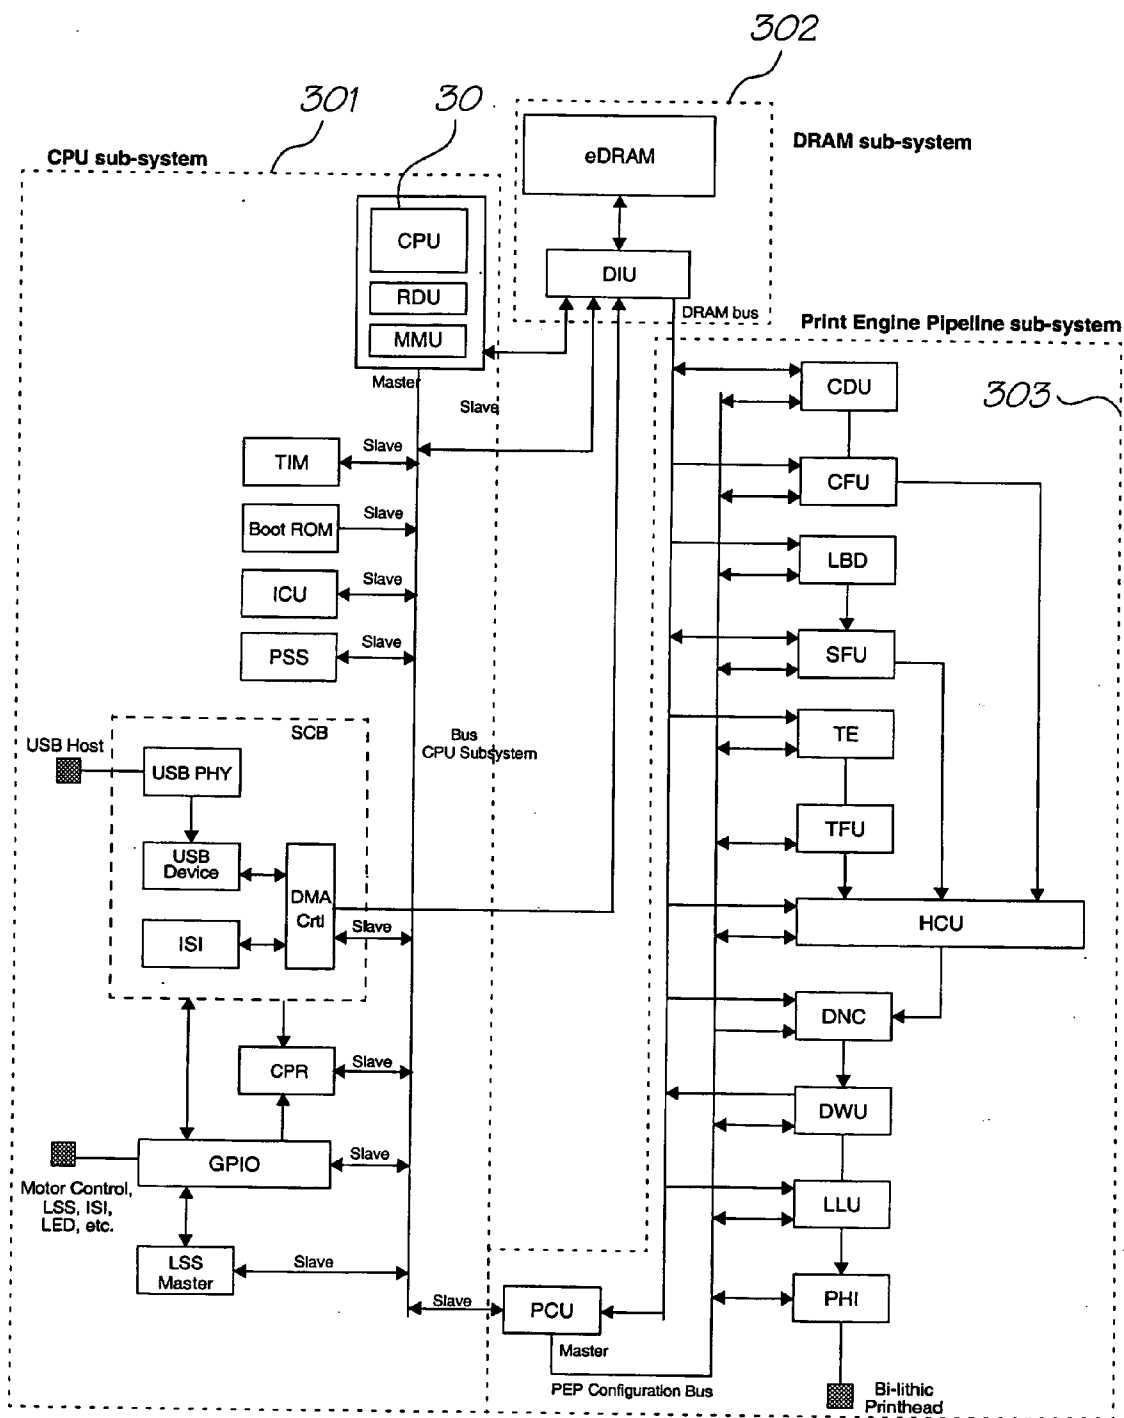 302
301
30
CPU sub-system
DRAM sub-system
eDRAM
CPU
RDU
MMU
DIU
DRAM bus
Print Engine Pipeline sub-system
Master
Slave
303
CDU
TIM
Slave
CFU
Boot ROM
Slave
LBD
ICU
Slave
PSS
Slave
SFU
SCB
Bus
CPU Subsystem
TE
USB Host
USB PHY
TFU
USB
Device
DMA
Crtl
Slave
ISI
HCU
DNC
CPR
Slave
DWU
GPIO
Slave
Motor Control,
LSS, ISI,
LED, etc.
LLU
LSS
Master
Slave
Slave
PCU
PHI
Master
PEP Configuration Bus
Bi-lithic
Printhead